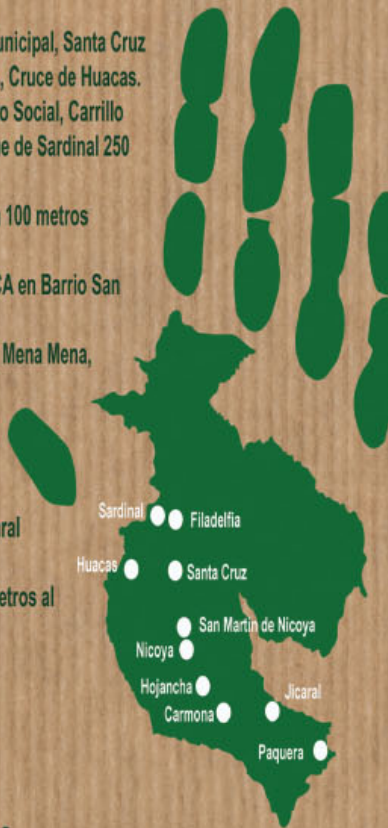 unicipal, Santa Cruz
, Cruce de Huacas.
o Social, Carrillo
e de Sardinal 250
100 metros
CA en Barrio San
Mena Mena,
ral
etros al
Sardinal
Filadelfia
Huacas
Santa Cruz
San Martín de Nicoya
Nicoya
Hojancha
Jicaral
Carmona
Paquera